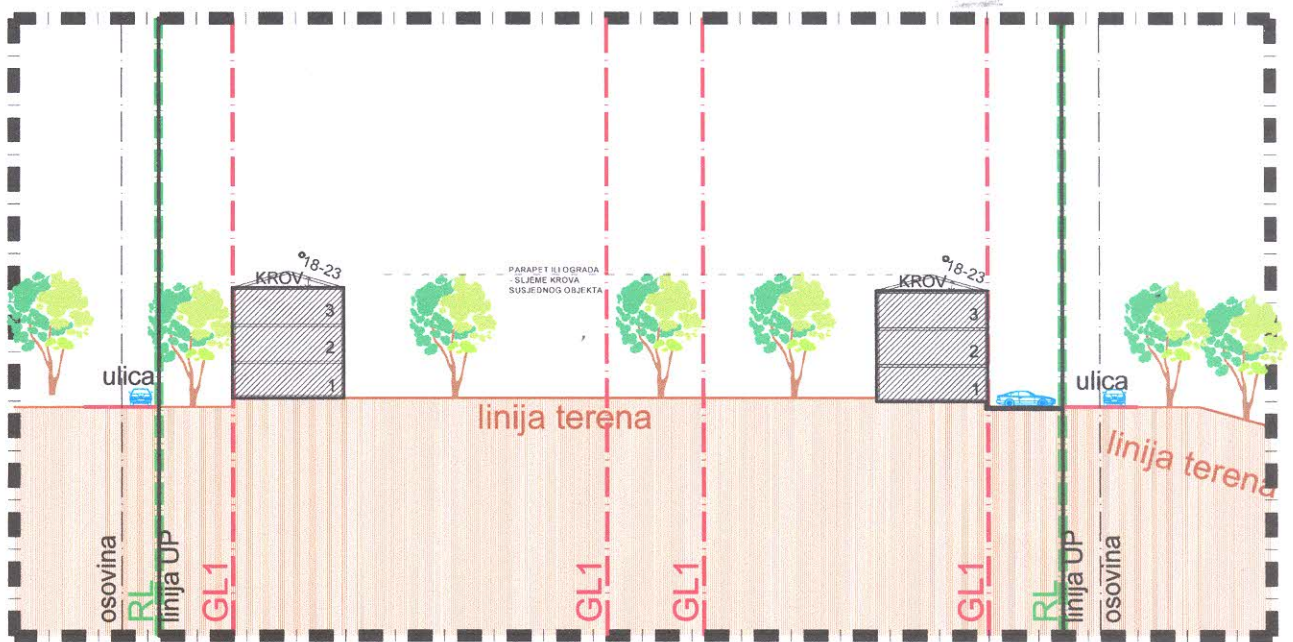 °18-23
KROV
3
2
1
ulica
PARAPET ILI OGRADA
- SLJEME KROVA
SUSJEDNOG OBJEKTA
°18-23
KROV
3
2
1
ulica
linija terena
linija terena
osovina
RL
linija UP
GL1
GL1
GL1
GL1
RL
linija UP
osovina